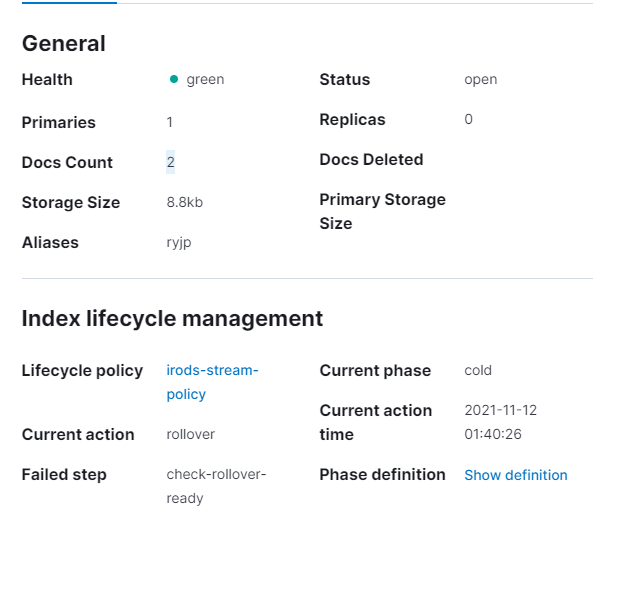 General
Health green Status open
Primaries 1 Replicas 0
Docs Count 2 Docs Deleted
Storage Size 8.8kb Primary Storage
Size
Aliases ryjp
Index lifecycle management
Lifecycle policy irods-stream- Current phase cold
policy
Current action 2021-11-12
Current action rollover time 01:40:26
Failed step check-rollover- Phase definition Show definition
ready